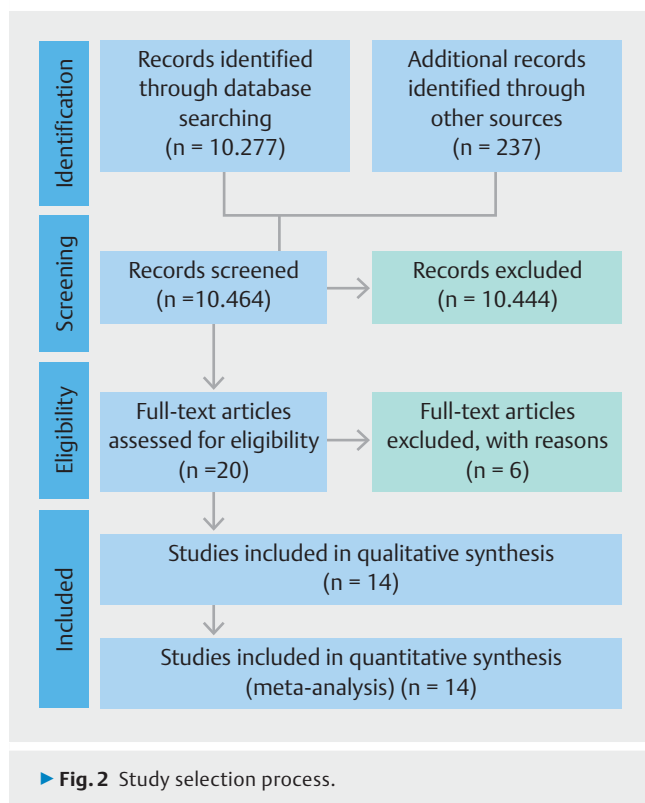 Identification
Records identified
through database
searching
(n = 10.277)
Additional records
identified through
other sources
(n = 237)
Screening
Records screened
(n =10.464)
Records excluded
(n = 10.444)
Eligibility
Full-text articles
assessed for eligibility
(n =20)
Full-text articles
excluded, with reasons
(n = 6)
Included
Studies included in qualitative synthesis
(n = 14)
Studies included in quantitative synthesis
(meta-analysis) (n = 14)
▶ Fig. 2 Study selection process.